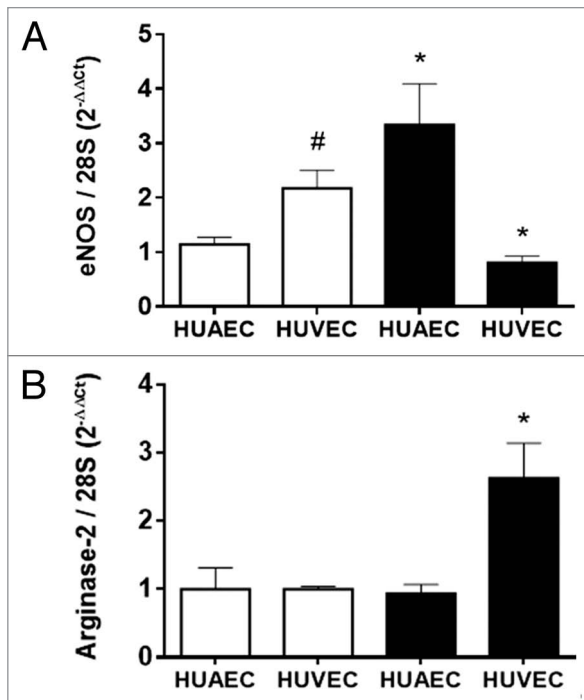 A
eNOS / 28S (2^-ΔΔct)
5
4
3
2
1
0
#
*
*
HUAEC HUVEC HUAEC HUVEC
B
Arginase-2 / 28S (2^-ΔΔct)
4
3
2
1
0
*
HUAEC HUVEC HUAEC HUVEC